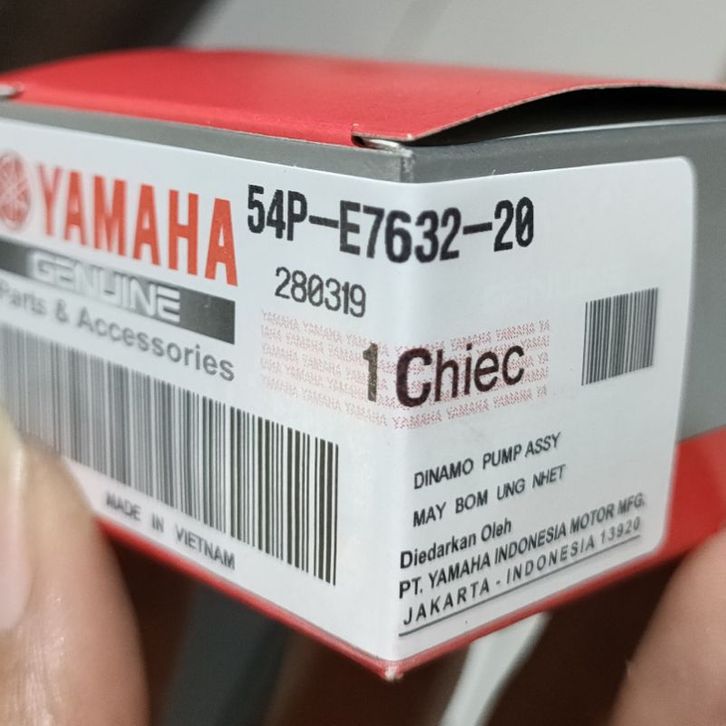 YAMAHA
GENUINE
Parts & Accessories
MADE IN VIETNAM
54P-E7632-20
280319
1 Chiec
DINAMO PUMP ASSY
MAY BOM UNG NHET
Diedarkan Oleh
PT. YAMAHA INDONESIA MOTOR MFG.
JAKARTA - INDONESIA 13920